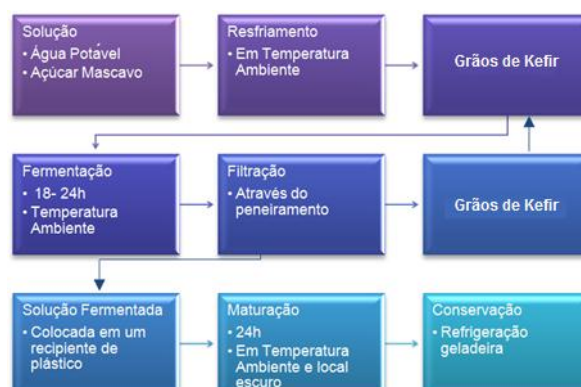 Solução
• Água Potável
• Açúcar Mascavo
Resfriamento
• Em Temperatura
Ambiente
Grãos de Kefir
Fermentação
• 18- 24h
• Temperatura
Ambiente
Filtração
• Através do
peneiramento
Grãos de Kefir
Solução Fermentada
• Colocada em um
recipiente de
plástico
Maturação
• 24h
• Em Temperatura
Ambiente e local
escuro
Conservação
• Refrigeração
geladeira